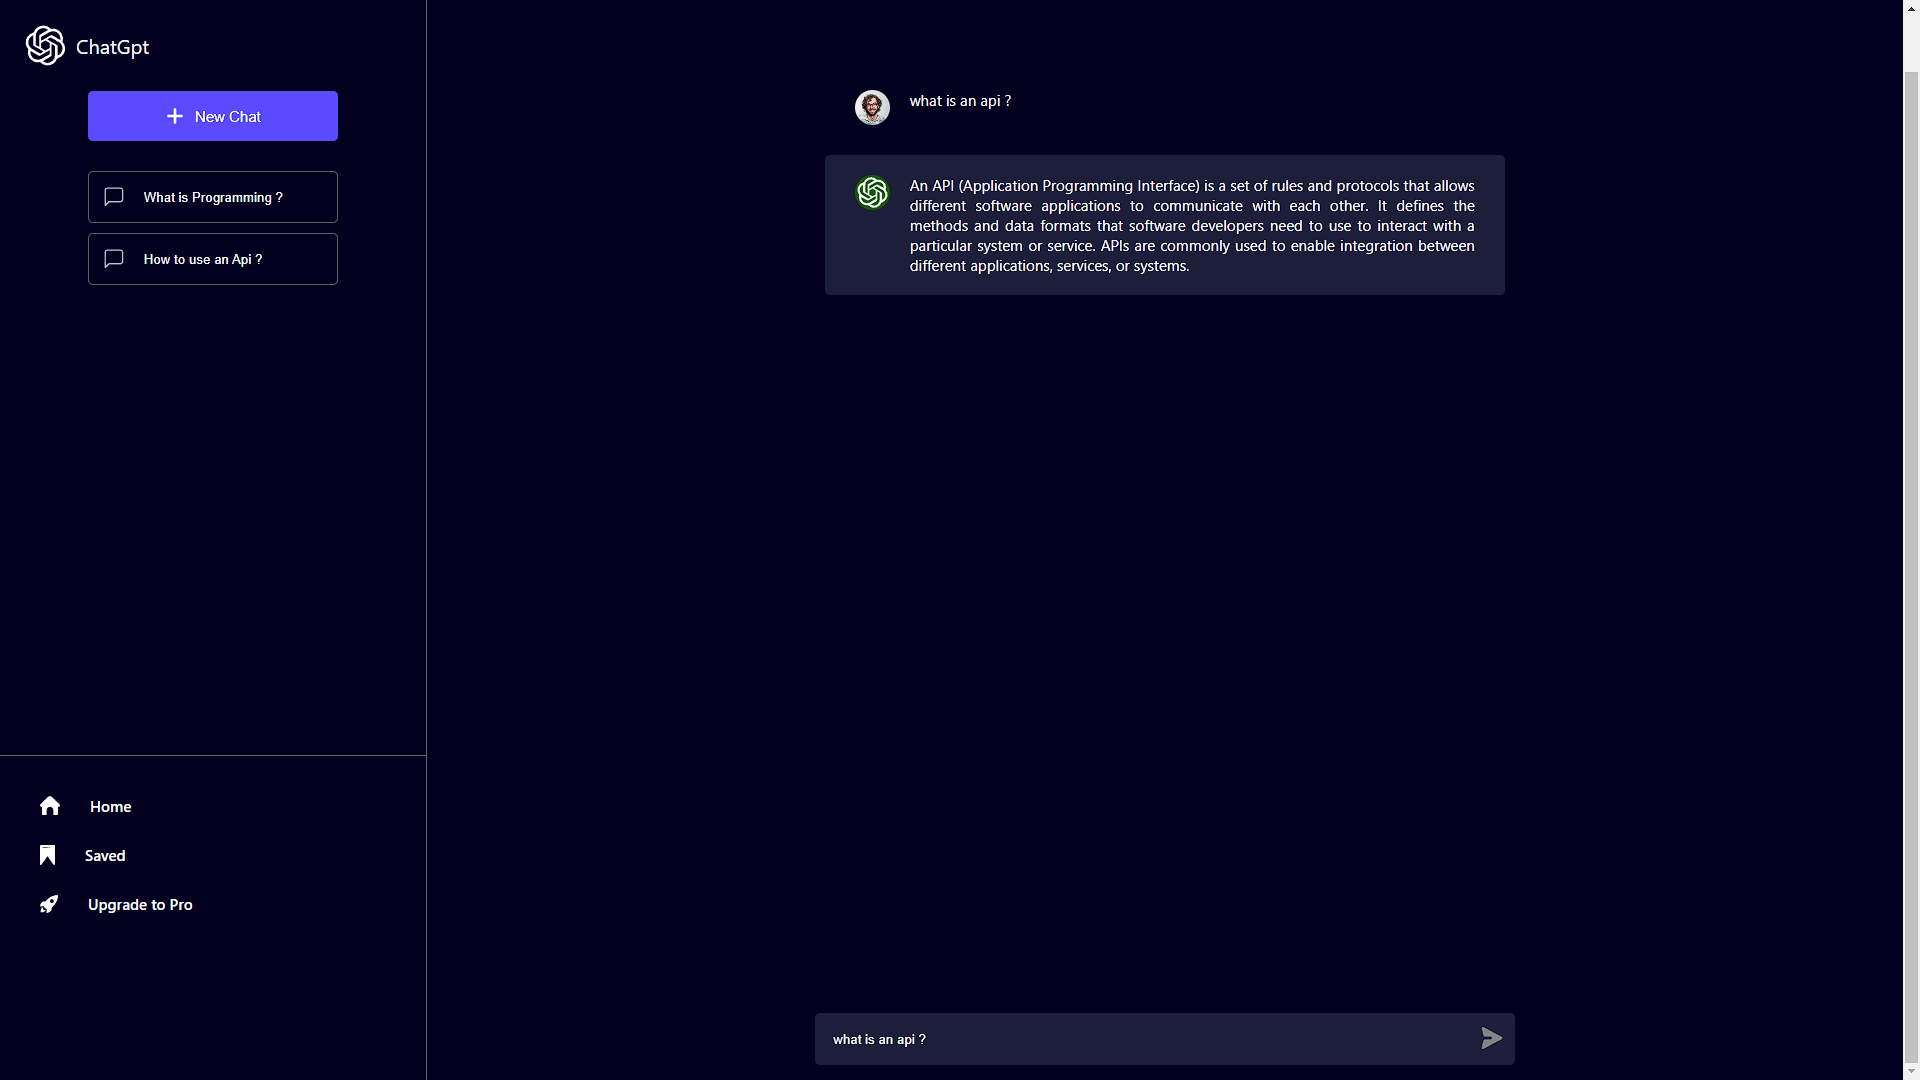 ChatGpt
New Chat
What is Programming ?
How to use an Api ?
Home
Saved
Upgrade to Pro
what is an api ?
An API (Application Programming Interface) is a set of rules and protocols that allows
different software applications to communicate with each other. It defines the
methods and data formats that software developers need to use to interact with a
particular system or service. APIs are commonly used to enable integration between
different applications, services, or systems.
what is an api ?